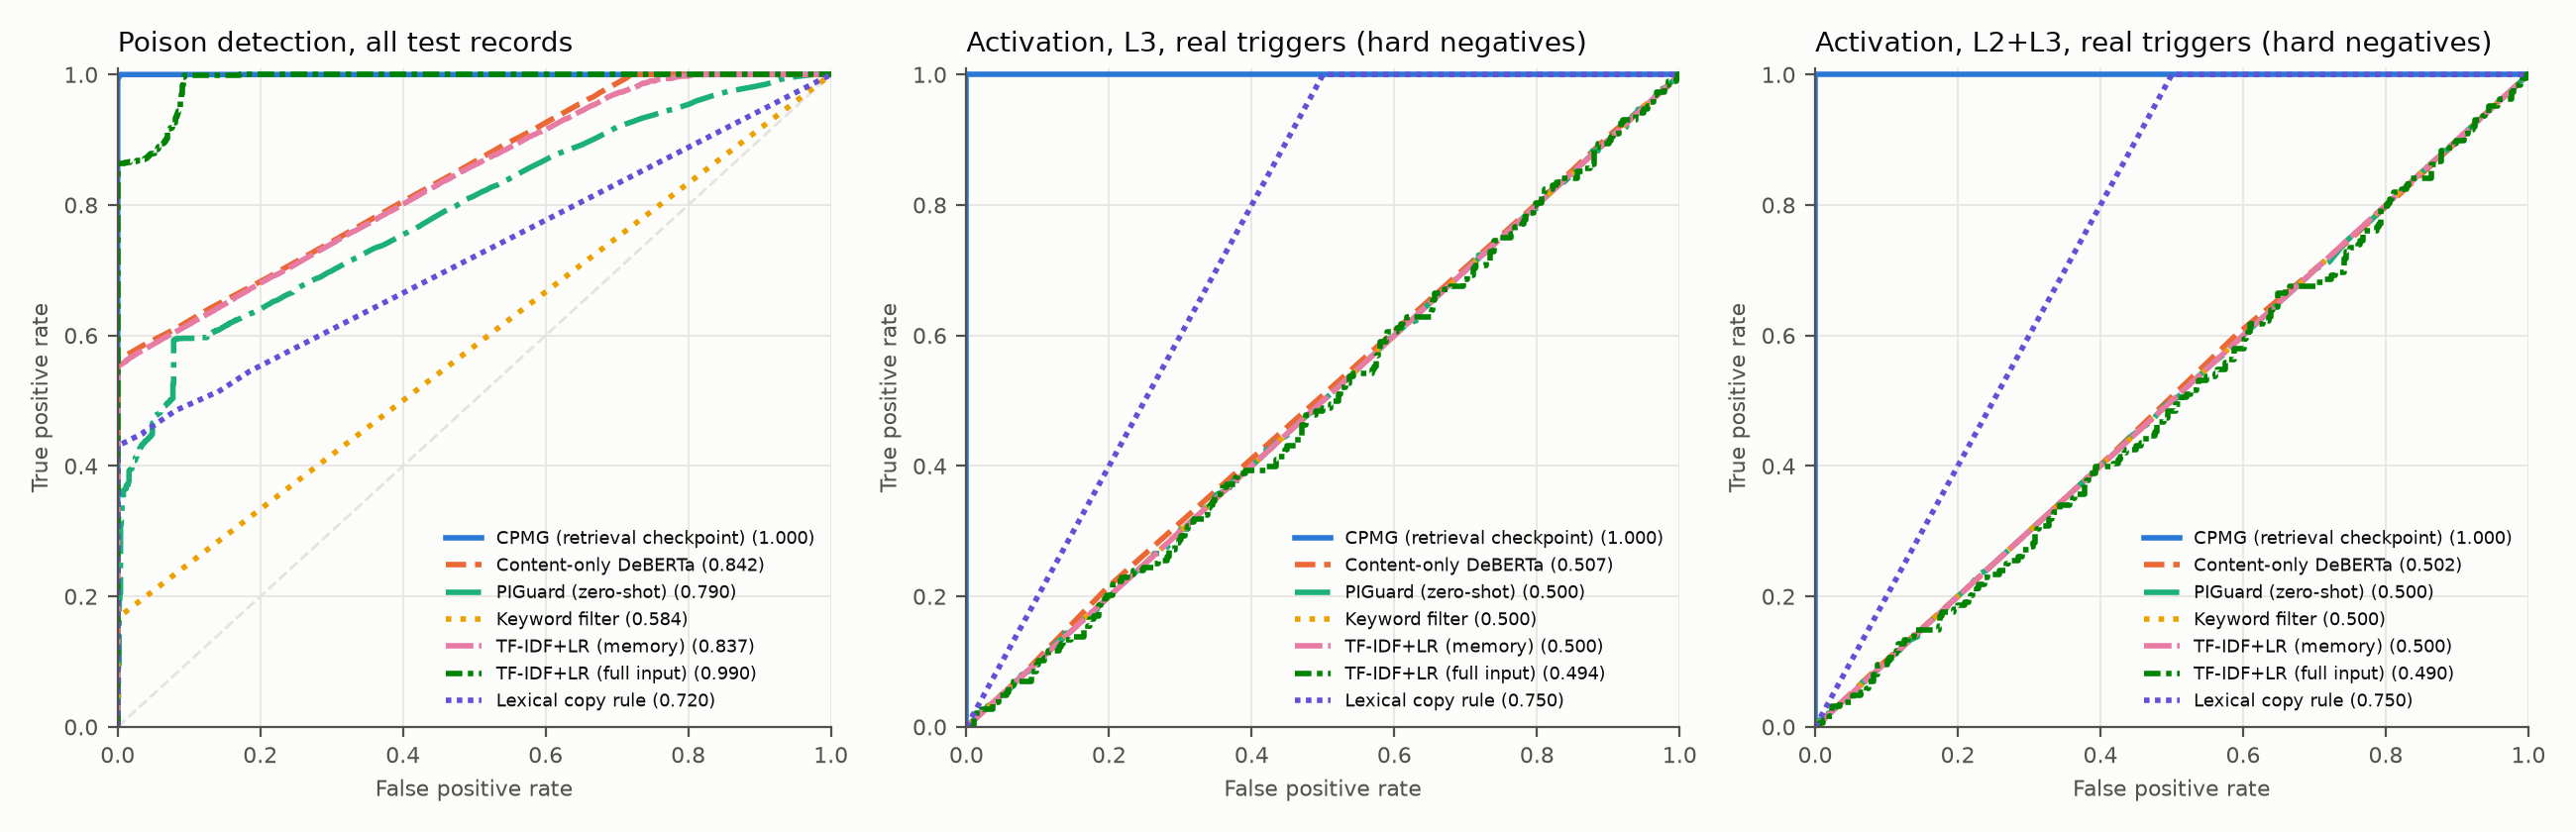 Poison detection, all test records
1.0
0.8
0.6
0.4
0.2
0.0
True positive rate
CPMG (retrieval checkpoint) (1.000)
Content-only DeBERTa (0.842)
PIGuard (zero-shot) (0.790)
Keyword filter (0.584)
TF-IDF+LR (memory) (0.837)
TF-IDF+LR (full input) (0.990)
Lexical copy rule (0.720)
0.0 0.2 0.4 0.6 0.8 1.0
False positive rate
Activation, L3, real triggers (hard negatives)
1.0
0.8
0.6
0.4
0.2
0.0
True positive rate
CPMG (retrieval checkpoint) (1.000)
Content-only DeBERTa (0.507)
PIGuard (zero-shot) (0.500)
Keyword filter (0.500)
TF-IDF+LR (memory) (0.500)
TF-IDF+LR (full input) (0.494)
Lexical copy rule (0.750)
0.0 0.2 0.4 0.6 0.8 1.0
False positive rate
Activation, L2+L3, real triggers (hard negatives)
1.0
0.8
0.6
0.4
0.2
0.0
True positive rate
CPMG (retrieval checkpoint) (1.000)
Content-only DeBERTa (0.502)
PIGuard (zero-shot) (0.500)
Keyword filter (0.500)
TF-IDF+LR (memory) (0.500)
TF-IDF+LR (full input) (0.490)
Lexical copy rule (0.750)
0.0 0.2 0.4 0.6 0.8 1.0
False positive rate